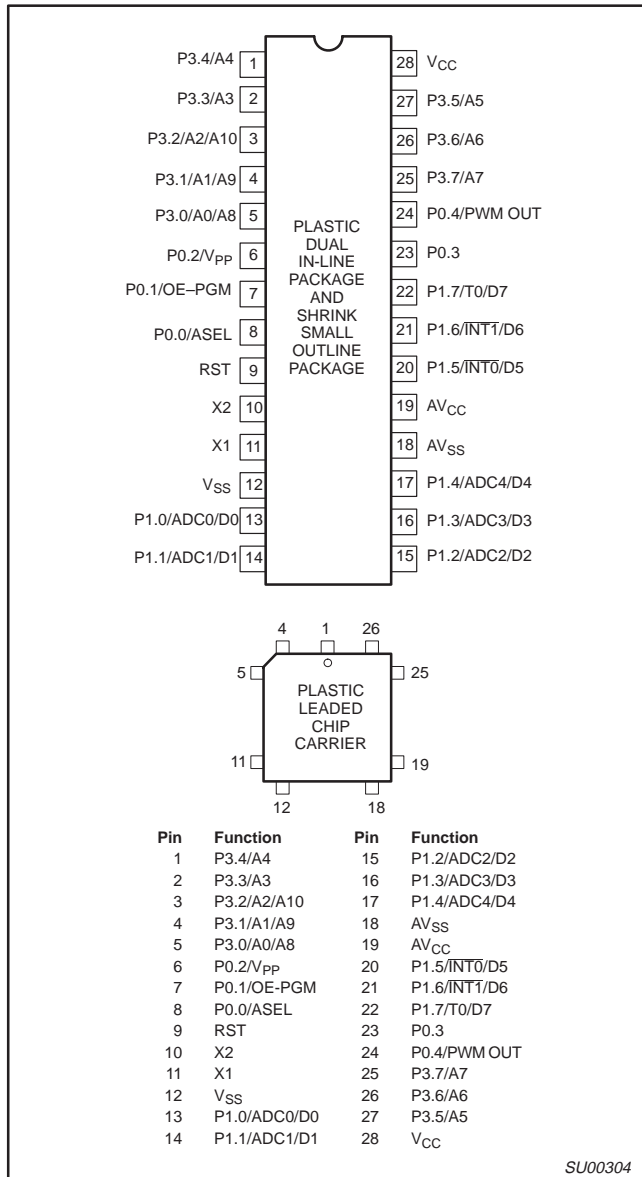 P3.4/A4 1 28 VCC
P3.3/A3 2 27 P3.5/A5
P3.2/A2/A10 3 26 P3.6/A6
P3.1/A1/A9 4 25 P3.7/A7
P3.0/A0/A8 5 24 P0.4/PWM OUT
P0.2/VPP 6 23 P0.3
P0.1/OE–PGM 7 22 P1.7/T0/D7
P0.0/ASEL 8 21 P1.6/INT1/D6
RST 9 20 P1.5/INT0/D5
X2 10 19 AVCC
X1 11 18 AVSS
VSS 12 17 P1.4/ADC4/D4
P1.0/ADC0/D0 13 16 P1.3/ADC3/D3
P1.1/ADC1/D1 14 15 P1.2/ADC2/D2
PLASTIC
DUAL
IN-LINE
PACKAGE
AND
SHRINK
SMALL
OUTLINE
PACKAGE
4 1 26
5 25
PLASTIC
LEADED
CHIP
CARRIER
11 19
12 18
Pin Function Pin Function
1 P3.4/A4 15 P1.2/ADC2/D2
2 P3.3/A3 16 P1.3/ADC3/D3
3 P3.2/A2/A10 17 P1.4/ADC4/D4
4 P3.1/A1/A9 18 AVSS
5 P3.0/A0/A8 19 AVCC
6 P0.2/VPP 20 P1.5/INT0/D5
7 P0.1/OE-PGM 21 P1.6/INT1/D6
8 P0.0/ASEL 22 P1.7/T0/D7
9 RST 23 P0.3
10 X2 24 P0.4/PWM OUT
11 X1 25 P3.7/A7
12 VSS 26 P3.6/A6
13 P1.0/ADC0/D0 27 P3.5/A5
14 P1.1/ADC1/D1 28 VCC
SU00304